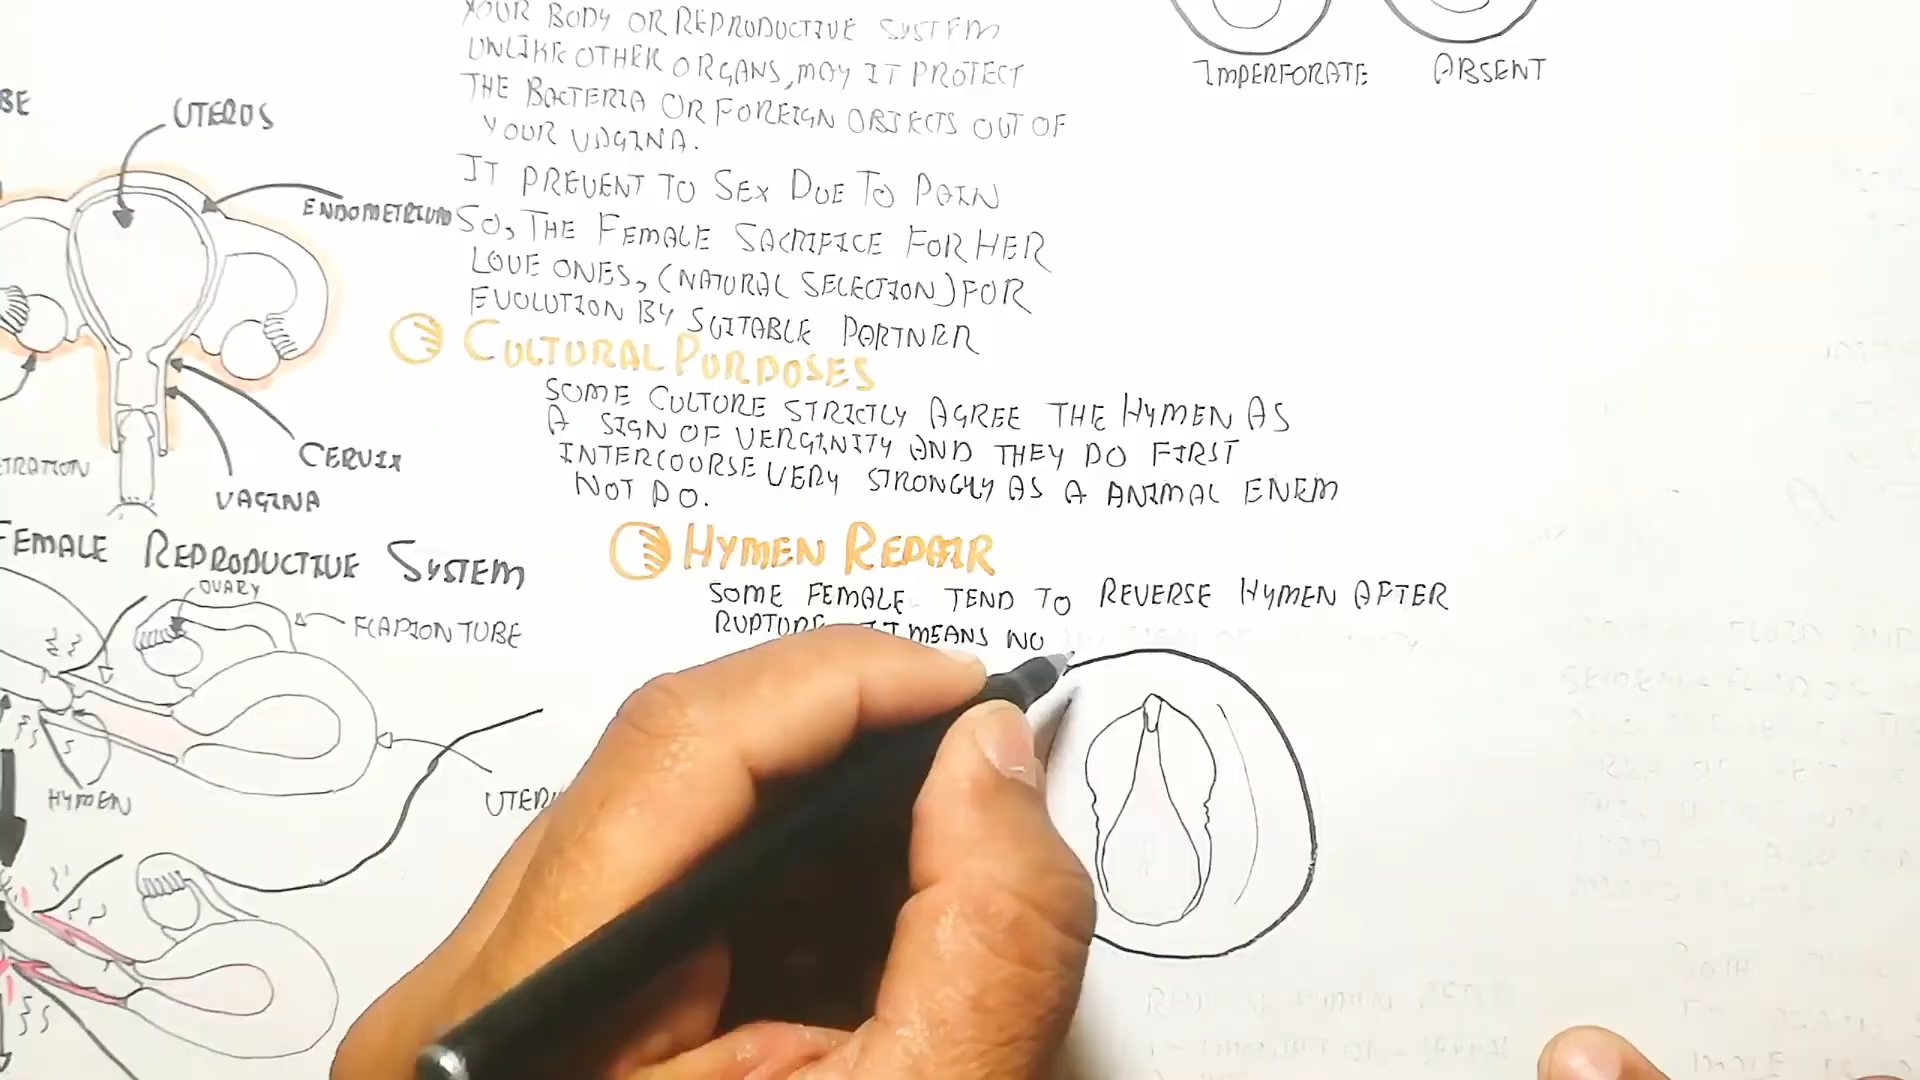 YOUR BODY OR REPRODUCTIVE SYSTEM
UNLIKE OTHER ORGANS, MAY IT PROTECT
THE BACTERIA OR FOREIGN OBJECTS OUT OF
YOUR VAGINA.
IT PREVENT TO SEX DUE TO PAIN
SO, THE FEMALE SACRIFICE FOR HER
LOVE ONES, (NATURAL SELECTION) FOR
EVOLUTION BY SUITABLE PARTNER
CULTURAL PURPOSES
SOME CULTURE STRICTLY AGREE THE HYMEN AS
A SIGN OF VERGINITY AND THEY DO FIRST
INTERCOURSE VERY STRONGLY AS A ANIMAL ENEM
NOT DO.
HYMEN REPAIR
SOME FEMALE TEND TO REVERSE HYMEN AFTER
MEANS NO
IMPERFORATE
ABSENT
UTEROS
ENDOMETRIUM
CERVIX
VAGINA
FEMALE REPRODUCTIVE SYSTEM
OVARY
FLAPION TUBE
HYMEN